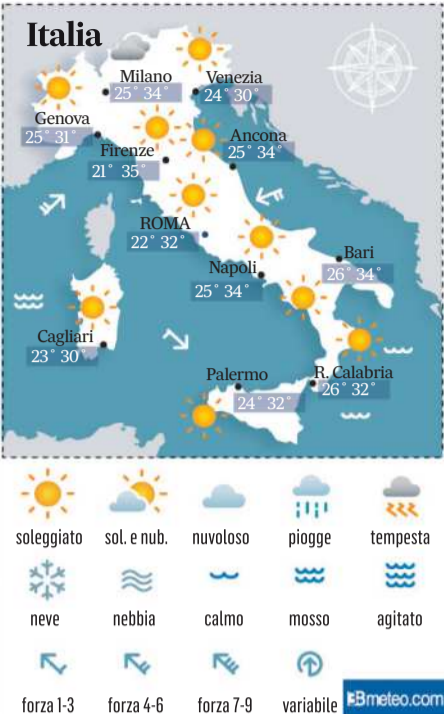 Italia
Milano
25° 34°
Venezia
24° 30°
Genova
25° 31°
Firenze
21° 35°
Ancona
25° 34°
ROMA
22° 32°
Napoli
25° 34°
Bari
26° 34°
Cagliari
23° 30°
Palermo
24° 32°
R. Calabria
26° 32°
soleggiato sol. e nub. nuvoloso piogge tempesta
neve nebbia calmo mosso agitato
forza 1-3 forza 4-6 forza 7-9 variabile
3Bmeteo.com